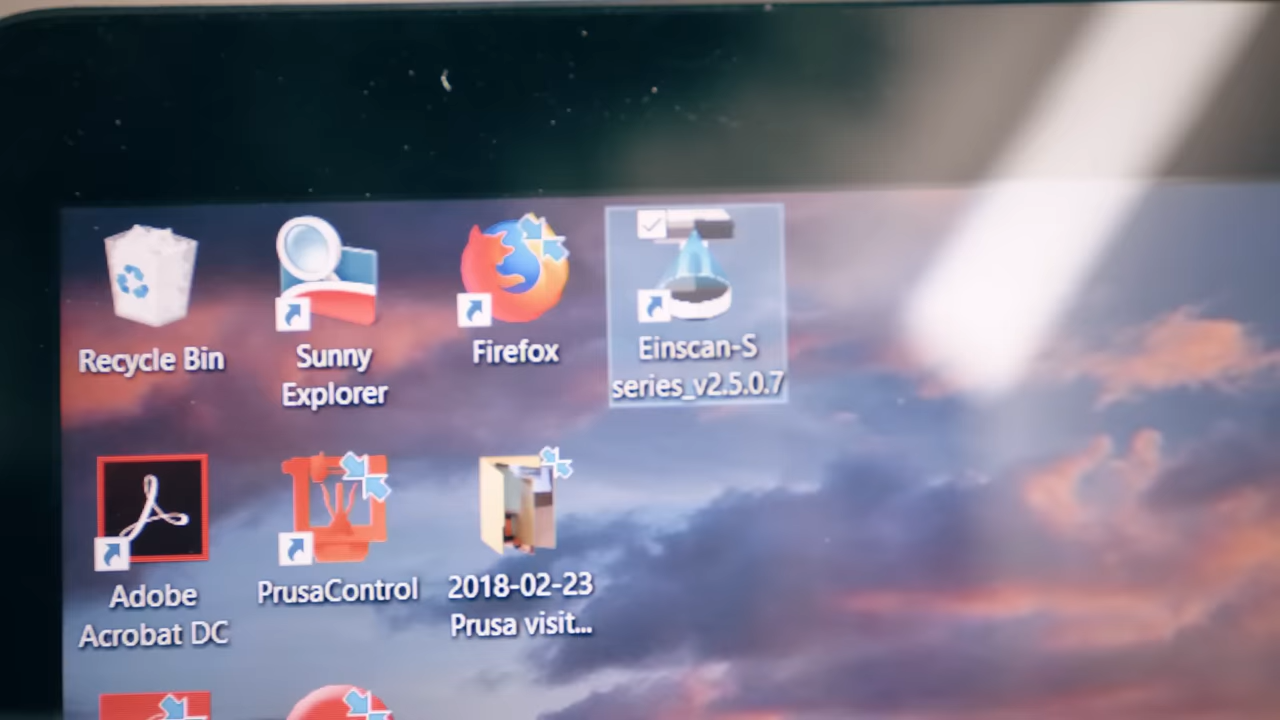 Recycle Bin
Sunny
Explorer
Firefox
Einscan-S
series_v2.5.0.7
Adobe
Acrobat DC
PrusaControl
2018-02-23
Prusa visit...